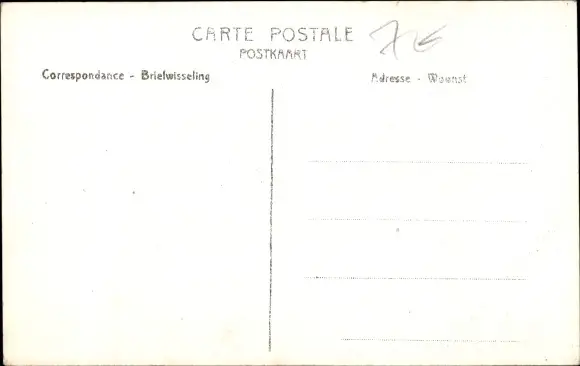 CARTE POSTALE
POSTKAART
Correspondance - Briefwisseling
Adresse - Woonst